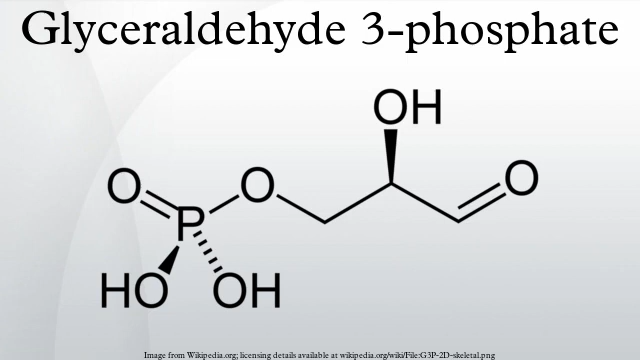 Glyceraldehyde 3-phosphate
OH
O
O
O
P
HO
OH
Image from Wikipedia.org; licensing details available at wikipedia.org/wiki/File:G3P-2D-skeletal.png